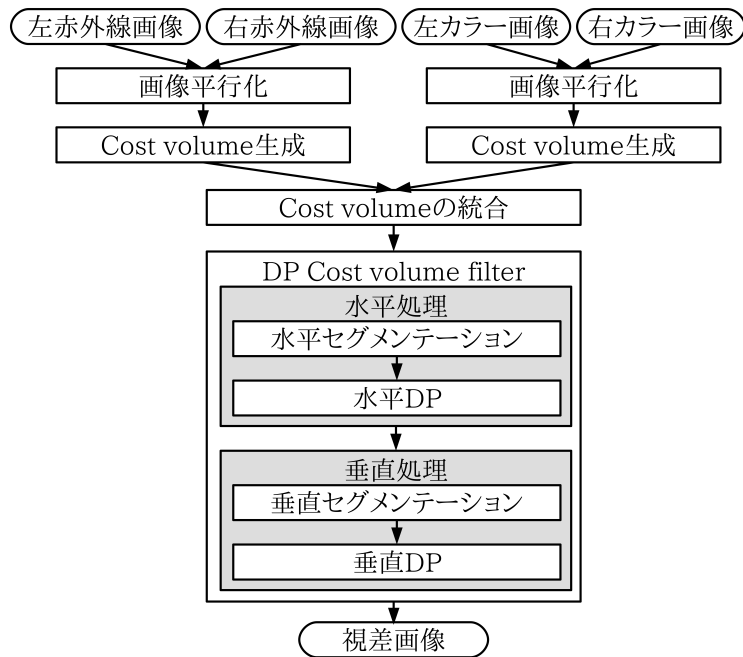 左赤外線画像
右赤外線画像
左カラー画像
右カラー画像
画像平行化
画像平行化
Cost volume生成
Cost volume生成
Cost volumeの統合
DP Cost volume filter
水平処理
水平セグメンテーション
水平DP
垂直処理
垂直セグメンテーション
垂直DP
視差画像